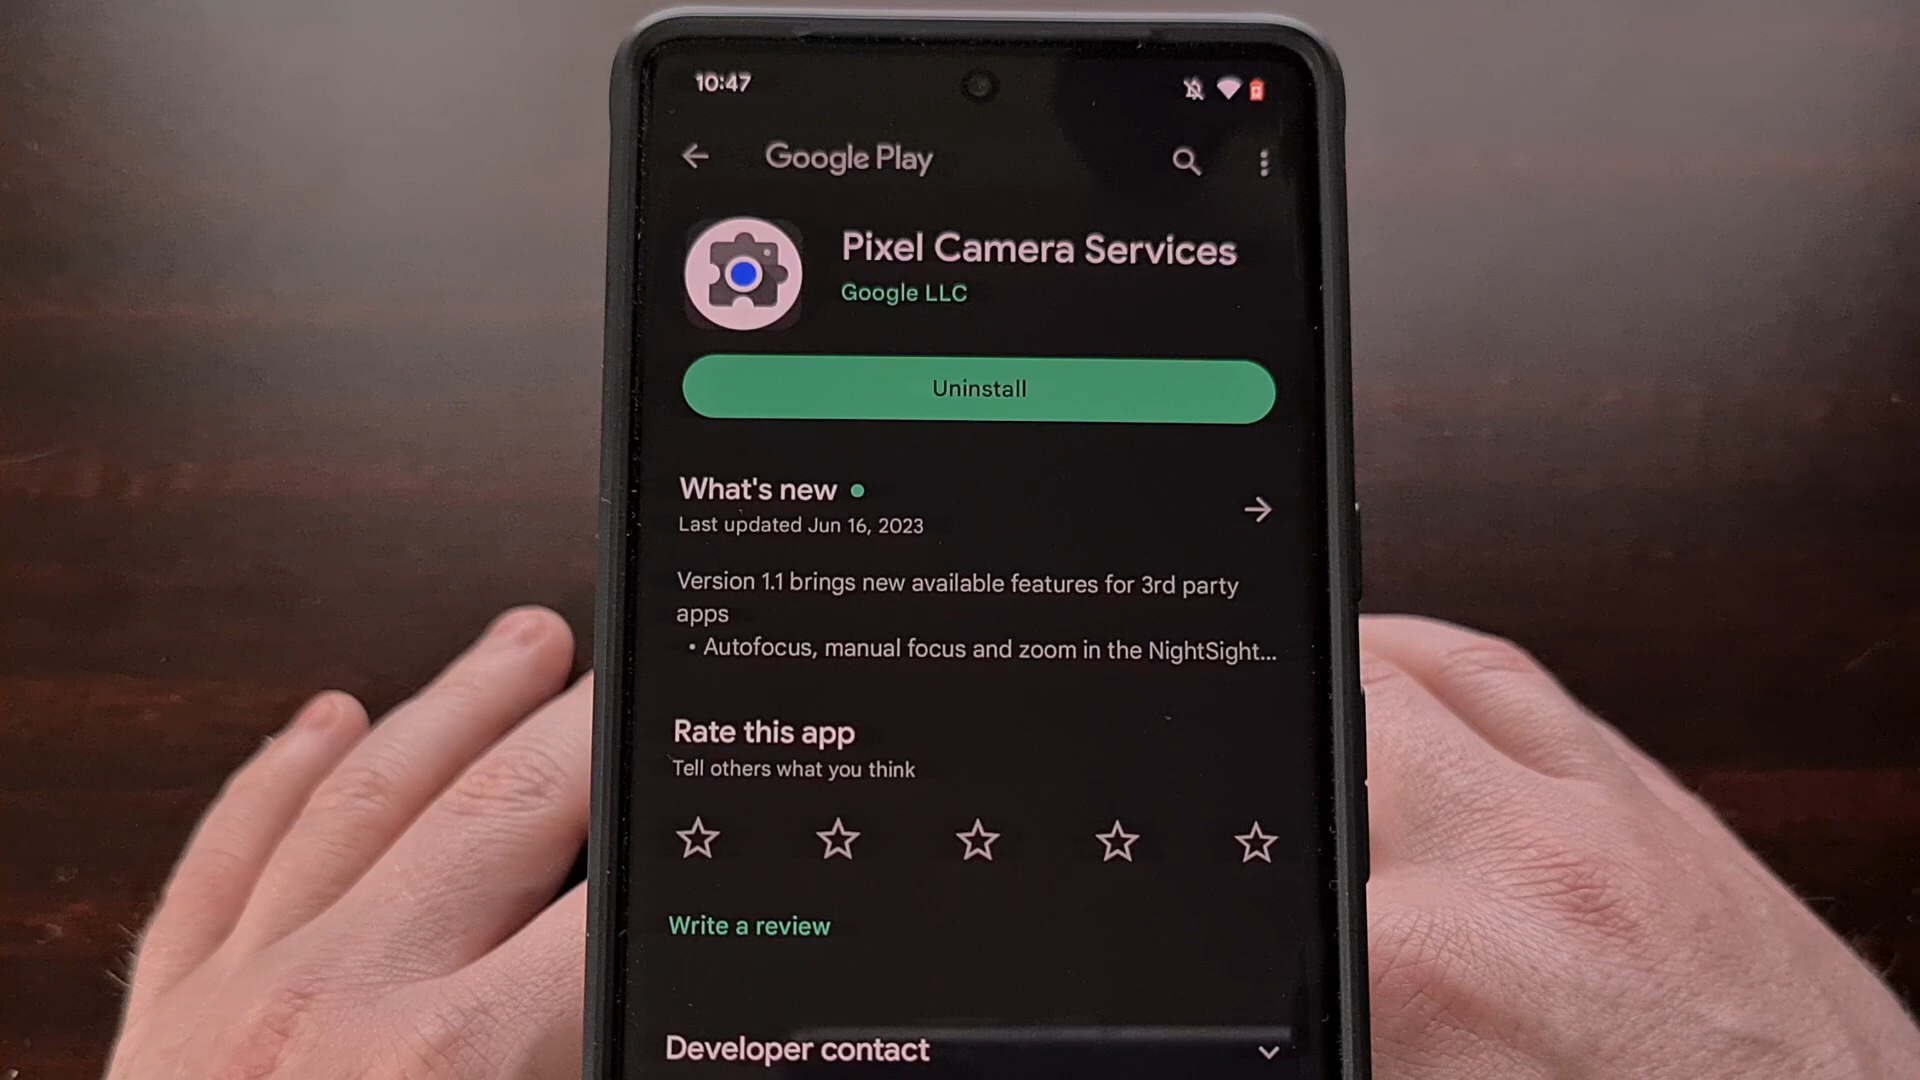 10:47
Google Play
Pixel Camera Services
Google LLC
Uninstall
What's new
Last updated Jun 16, 2023
Version 1.1 brings new available features for 3rd party
apps
• Autofocus, manual focus and zoom in the NightSight...
Rate this app
Tell others what you think
Write a review
Developer contact